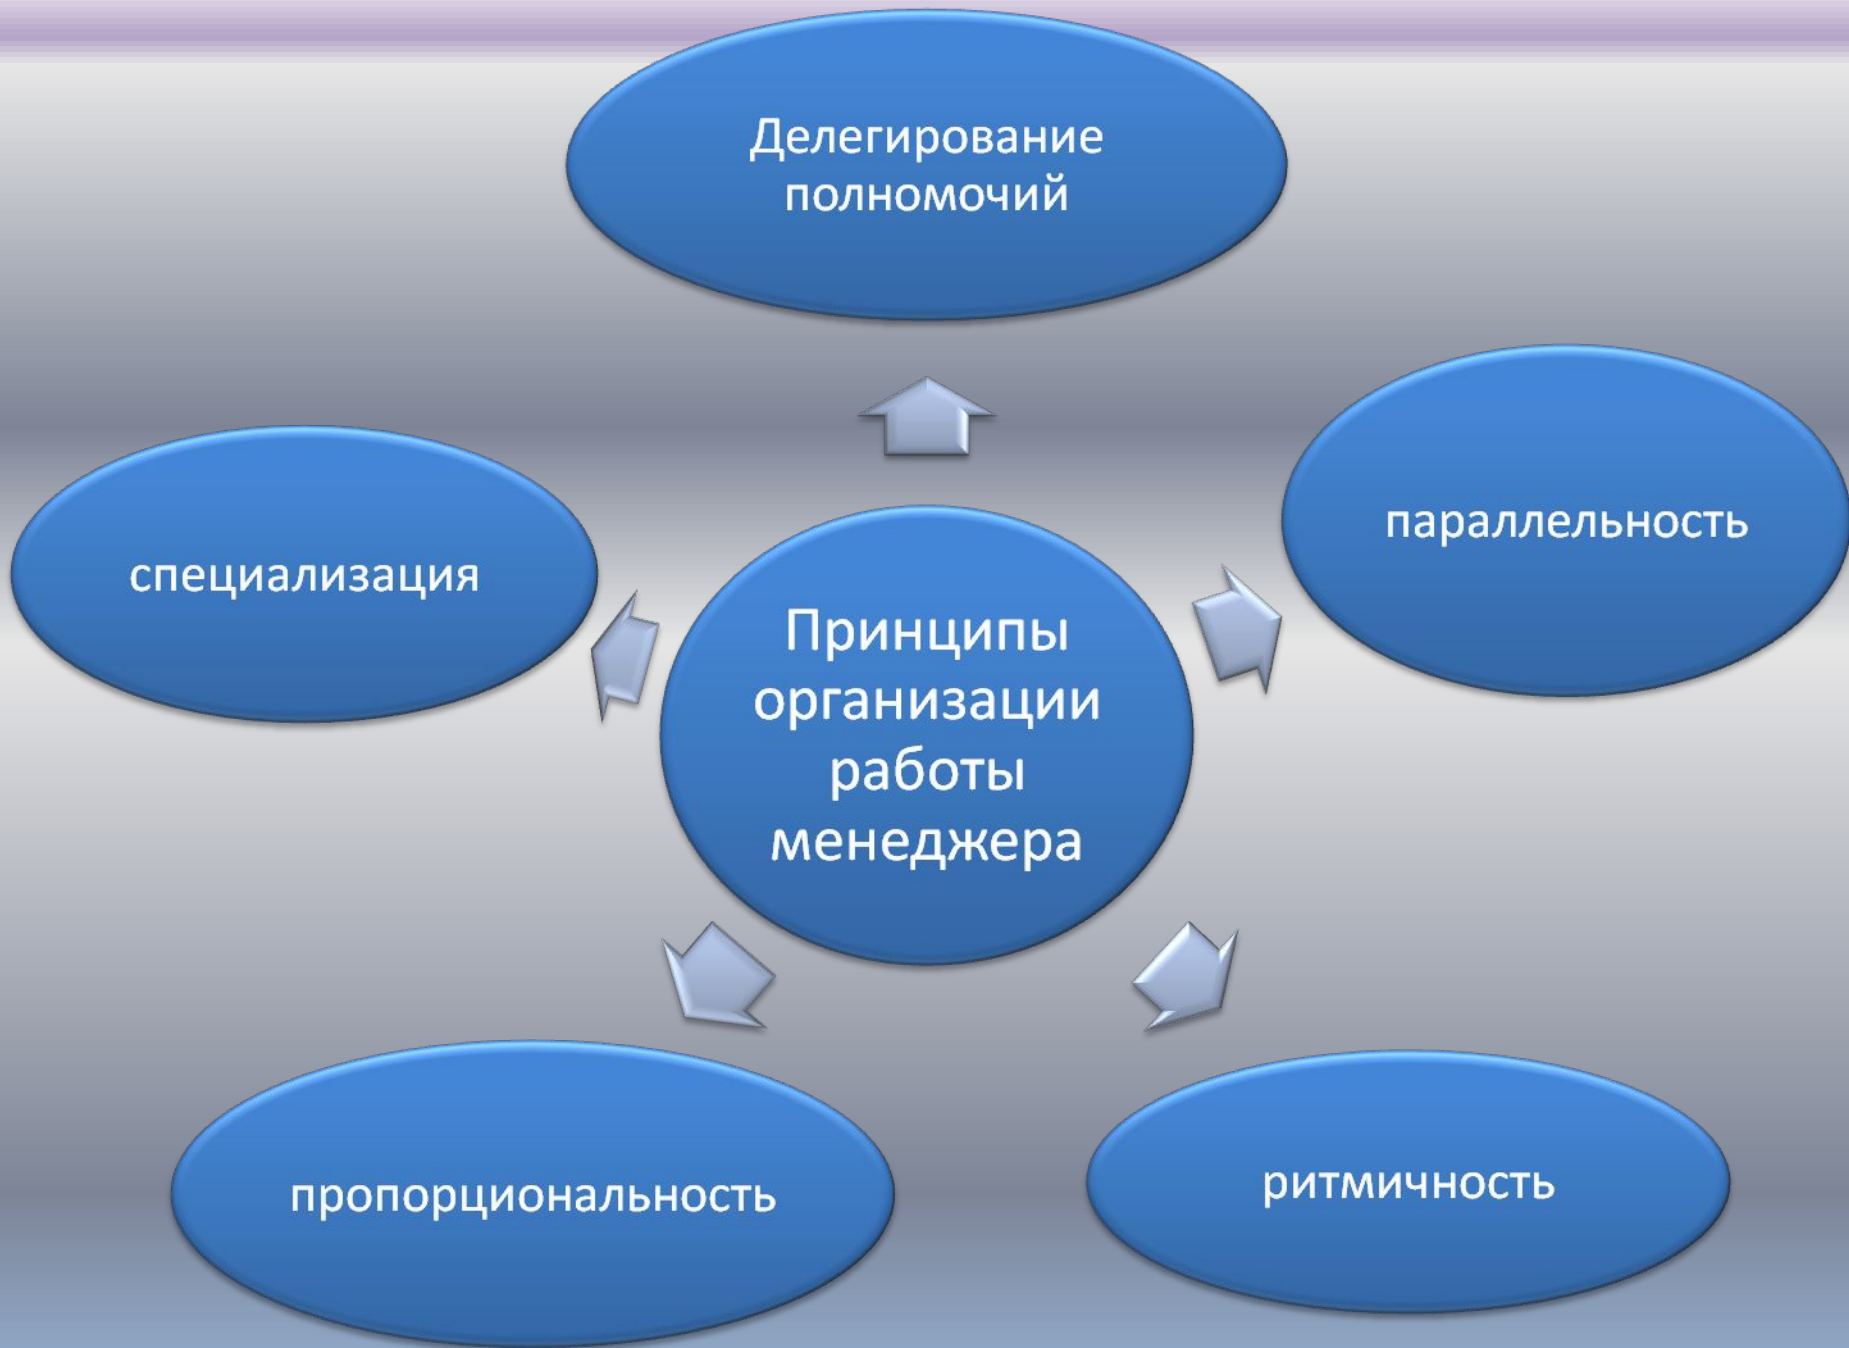 Делегирование
полномочий
параллельность
специализация
Принципы
организации
работы
менеджера
пропорциональность
ритмичность